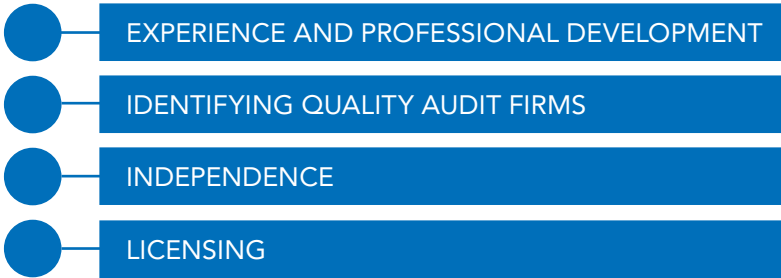 EXPERIENCE AND PROFESSIONAL DEVELOPMENT
IDENTIFYING QUALITY AUDIT FIRMS
INDEPENDENCE
LICENSING